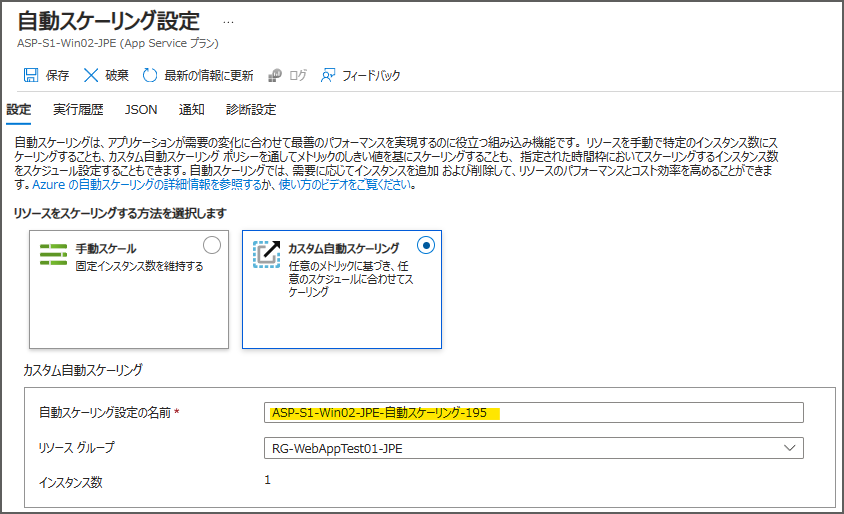 自動スケーリング設定 …
ASP-S1-Win02-JPE (App Service プラン)
保存 破棄 最新の情報に更新 ログ フィードバック
設定 実行履歴 JSON 通知 診断設定
自動スケーリングは、アプリケーションが需要の変化に合わせて最善のパフォーマンスを実現するのに役立つ組み込み機能です。 リソースを手動で特定のインスタンス数にス
ケーリングすることも、カスタム自動スケーリング ポリシーを通してメトリックのしきい値を基にスケーリングすることも、 指定された時間枠においてスケーリングするインスタンス数
をスケジュール設定することもできます。自動スケーリングでは、需要に応じてインスタンスを追加 および削除して、リソースのパフォーマンスとコスト効率を高めることができま
す。Azure の自動スケーリングの詳細情報を参照するか、使い方のビデオをご覧ください。
リソースをスケーリングする方法を選択します
手動スケール
固定インスタンス数を維持する
カスタム自動スケーリング
任意のメトリックに基づき、任
意のスケジュールに合わせてス
ケーリング
カスタム自動スケーリング
自動スケーリング設定の名前 * ASP-S1-Win02-JPE-自動スケーリング-195
リソース グループ RG-WebAppTest01-JPE
インスタンス数 1